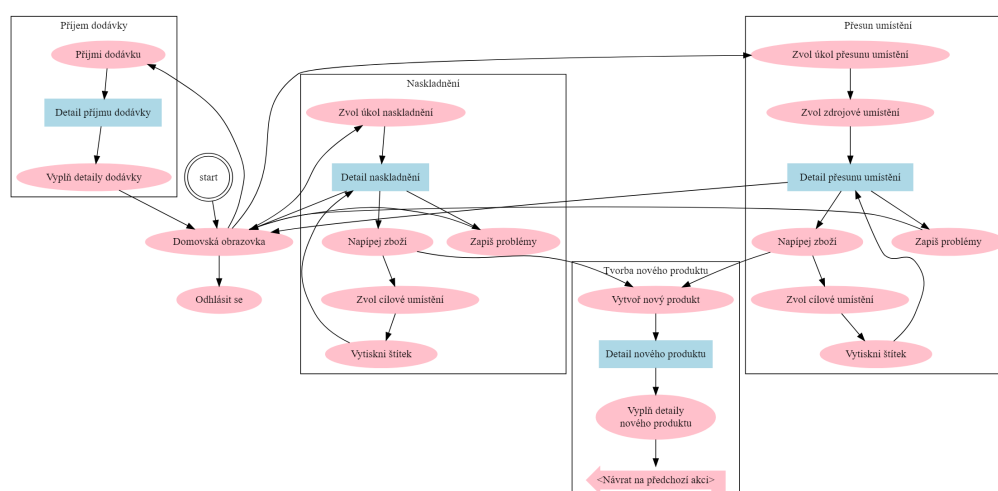 Příjem dodávky
Přijmi dodávku
Detail příjmu dodávky
Vyplň detaily dodávky
start
Domovská obrazovka
Odhlásit se
Naskladnění
Zvol úkol naskladnění
Detail naskladnění
Napípej zboží
Zapiš problémy
Zvol cílové umístění
Vytiskni štítek
Tvorba nového produktu
Vytvoř nový produkt
Detail nového produktu
Vyplň detaily
nového produktu
<Návrat na předchozí akci>
Přesun umístění
Zvol úkol přesunu umístění
Zvol zdrojové umístění
Detail přesunu umístění
Napípej zboží
Zapiš problémy
Zvol cílové umístění
Vytiskni štítek